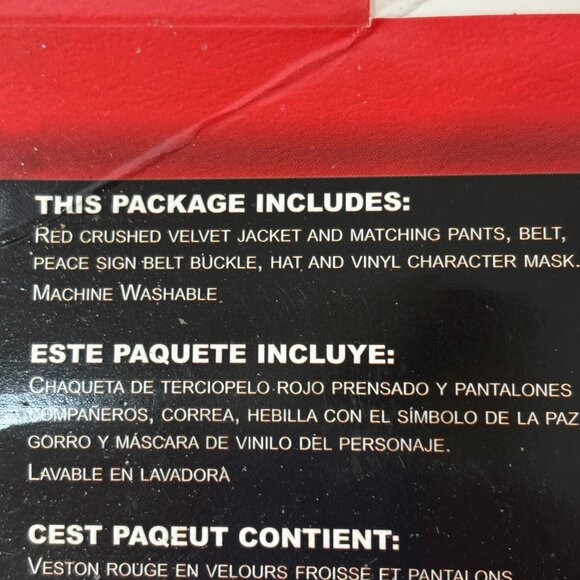 THIS PACKAGE INCLUDES:
RED CRUSHED VELVET JACKET AND MATCHING PANTS, BELT,
PEACE SIGN BELT BUCKLE, HAT AND VINYL CHARACTER MASK.
MACHINE WASHABLE
ESTE PAQUETE INCLUYE:
CHAQUETA DE TERCIOPELO ROJO PRENSADO Y PANTALONES
COMPAÑEROS, CORREA, HEBILLA CON EL SÍMBOLO DE LA PAZ
GORRO Y MÁSCARA DE VINILO DEL PERSONAJE.
LAVABLE EN LAVADORA
CEST PAQEUT CONTIENT:
VESTON ROUGE EN VELOURS FROISSÉ ET PANTALONS